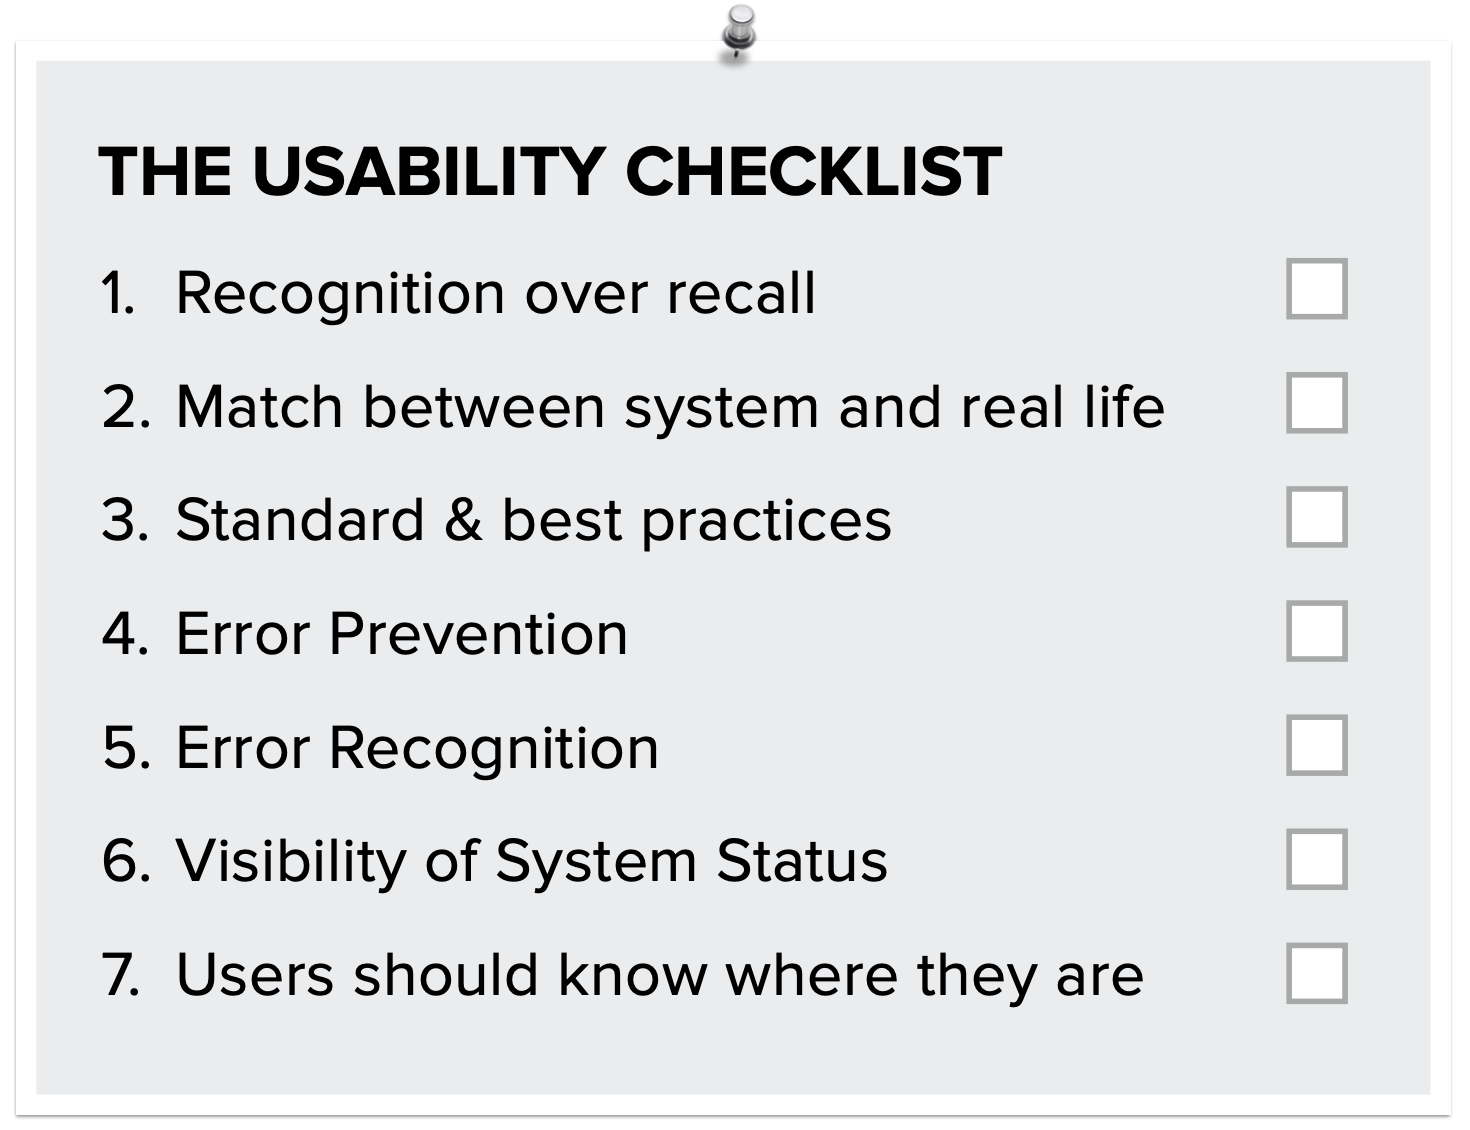 THE USABILITY CHECKLIST
1. Recognition over recall
2. Match between system and real life
3. Standard & best practices
4. Error Prevention
5. Error Recognition
6. Visibility of System Status
7. Users should know where they are